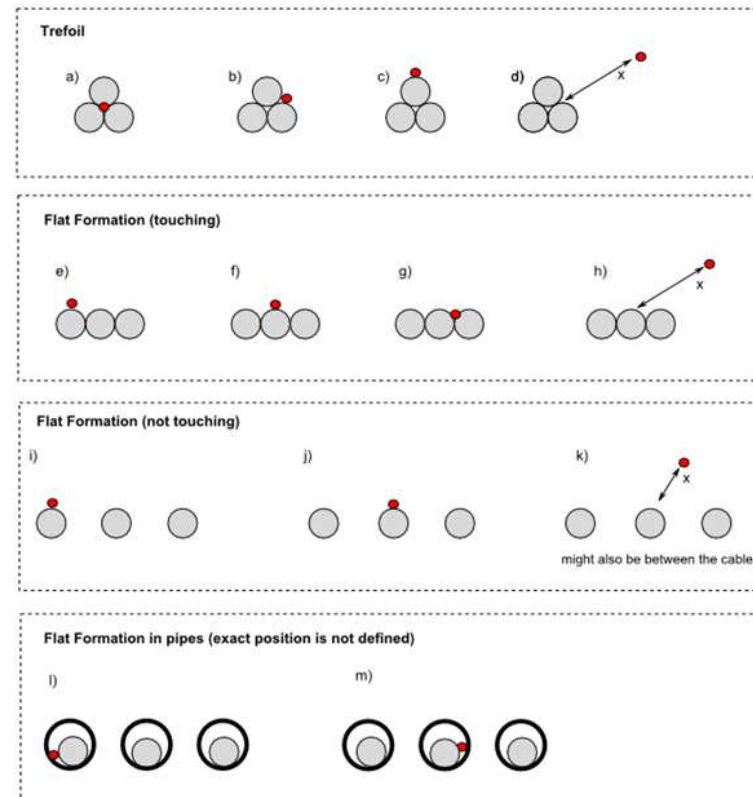 Trefoil
a) b) c) d) x
Flat Formation (touching)
e) f) g) h) x
Flat Formation (not touching)
i) j) k) x
might also be between the cable
Flat Formation in pipes (exact position is not defined)
l) m)